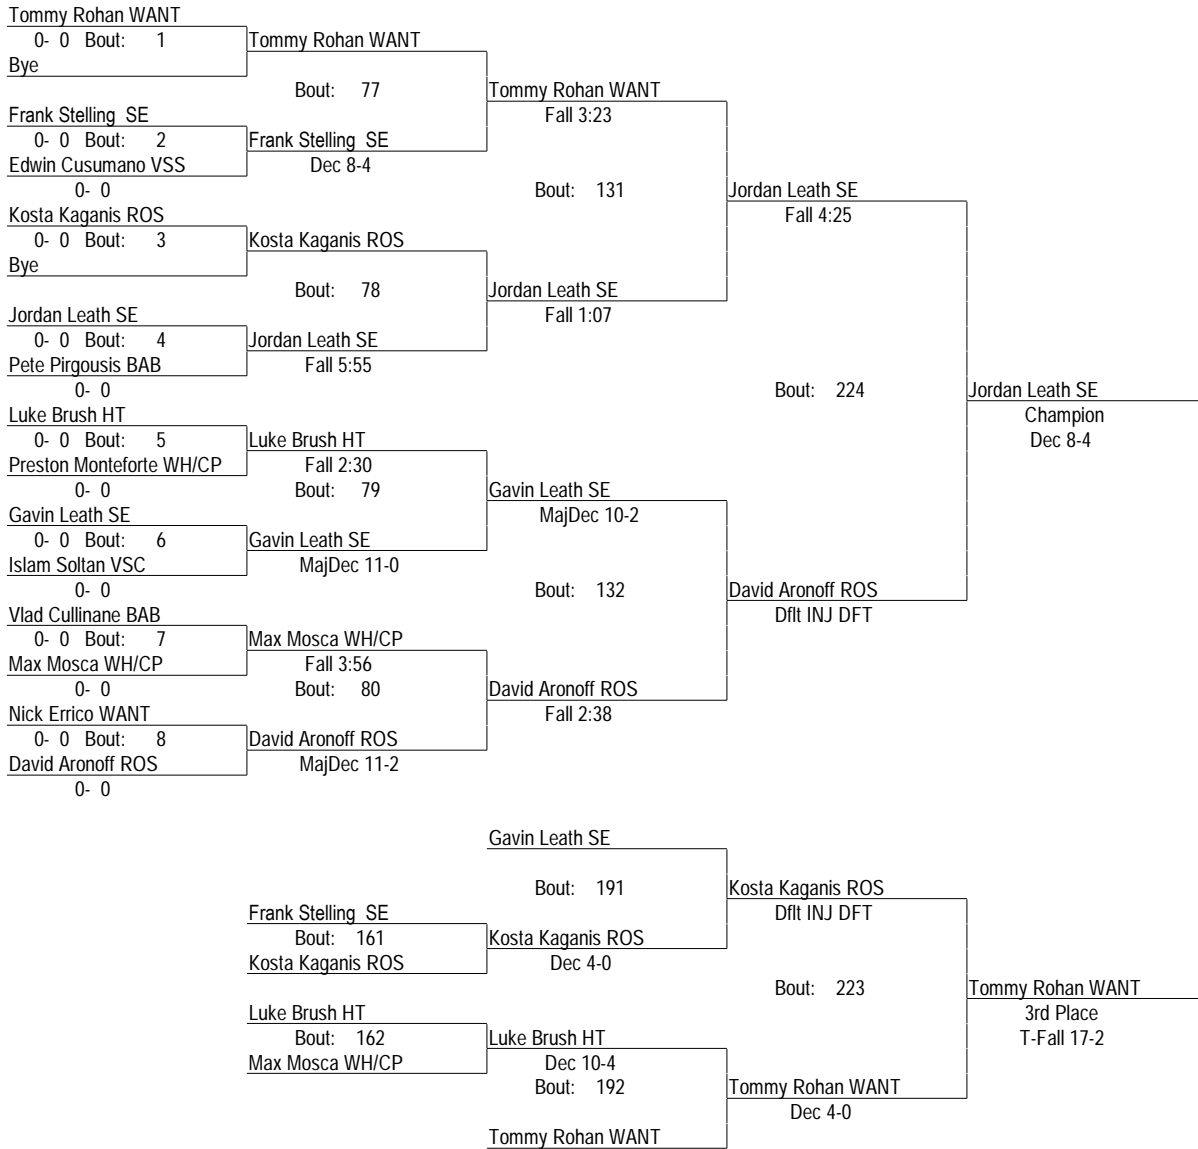 Tommy Rohan WANT
0- 0 Bout: 1
Tommy Rohan WANT
Bye
Bout: 77
Tommy Rohan WANT
Frank Stelling SE
Fall 3:23
0- 0 Bout: 2
Frank Stelling SE
Edwin Cusumano VSS
Dec 8-4
0- 0
Bout: 131
Jordan Leath SE
Kosta Kaganis ROS
Fall 4:25
0- 0 Bout: 3
Kosta Kaganis ROS
Bye
Bout: 78
Jordan Leath SE
Jordan Leath SE
Fall 1:07
0- 0 Bout: 4
Jordan Leath SE
Pete Pirgousis BAB
Fall 5:55
0- 0
Bout: 224
Jordan Leath SE
Luke Brush HT
Champion
0- 0 Bout: 5
Luke Brush HT
Dec 8-4
Preston Monteforte WH/CP
Fall 2:30
0- 0
Bout: 79
Gavin Leath SE
Gavin Leath SE
MajDec 10-2
0- 0 Bout: 6
Gavin Leath SE
Islam Soltan VSC
MajDec 11-0
0- 0
Bout: 132
David Aronoff ROS
Vlad Cullinane BAB
Dflt INJ DFT
0- 0 Bout: 7
Max Mosca WH/CP
Max Mosca WH/CP
Fall 3:56
0- 0
Bout: 80
David Aronoff ROS
Nick Errico WANT
Fall 2:38
0- 0 Bout: 8
David Aronoff ROS
David Aronoff ROS
MajDec 11-2
0- 0
Gavin Leath SE
Bout: 191
Kosta Kaganis ROS
Frank Stelling SE
Dflt INJ DFT
Bout: 161
Kosta Kaganis ROS
Kosta Kaganis ROS
Dec 4-0
Bout: 223
Tommy Rohan WANT
Luke Brush HT
3rd Place
Bout: 162
Luke Brush HT
T-Fall 17-2
Max Mosca WH/CP
Dec 10-4
Bout: 192
Tommy Rohan WANT
Dec 4-0
Tommy Rohan WANT